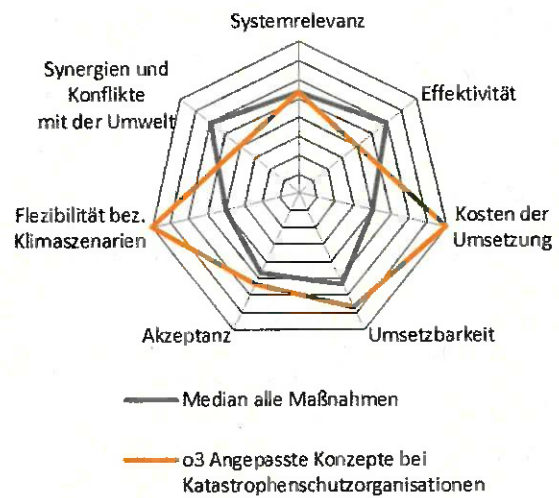 Systemrelevanz
Synergien und
Konflikte
mit der Umwelt
Effektivität
Flezibilität bez.
Klimaszenarien
Kosten der
Umsetzung
Akzeptanz
Umsetzbarkeit
Median alle Maßnahmen
o3 Angepasste Konzepte bei
Katastrophenschutzorganisationen